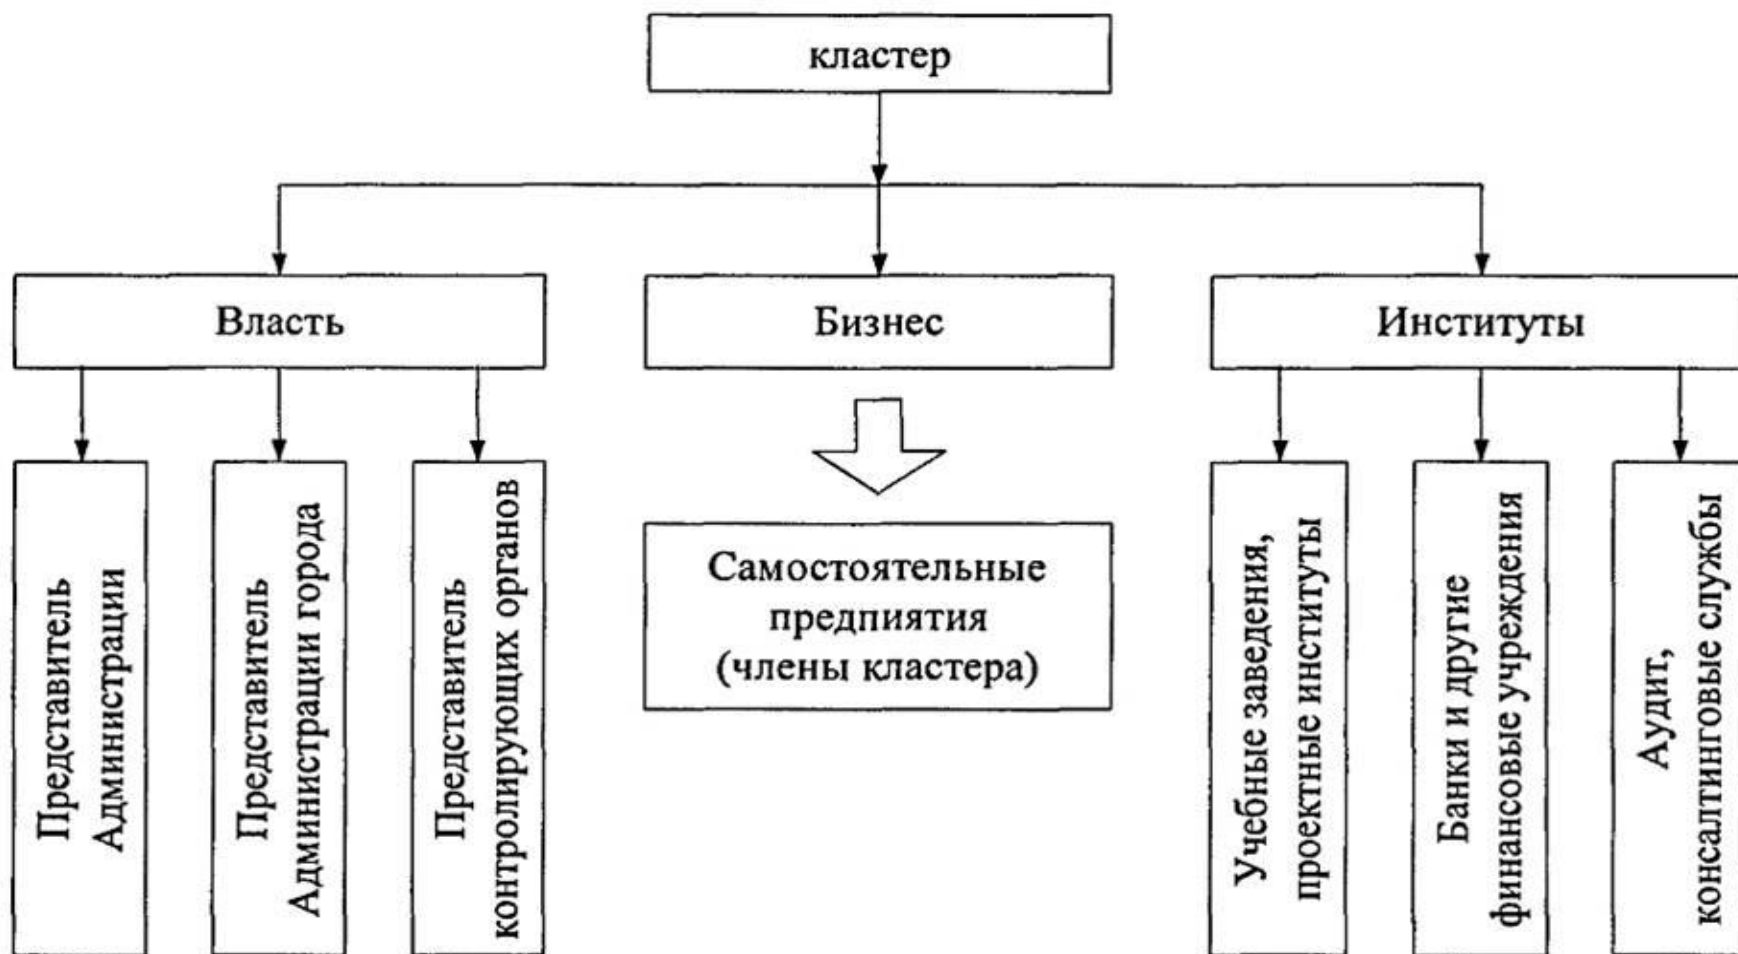 кластер
Власть
Бизнес
Институты
Представитель
Администрации
Представитель
Администрации города
Представитель
контролирующих органов
Самостоятельные
предпиятия
(члены кластера)
Учебные заведения,
проектные институты
Банки и другие
финансовые учреждения
Аудит,
консалтинговые службы